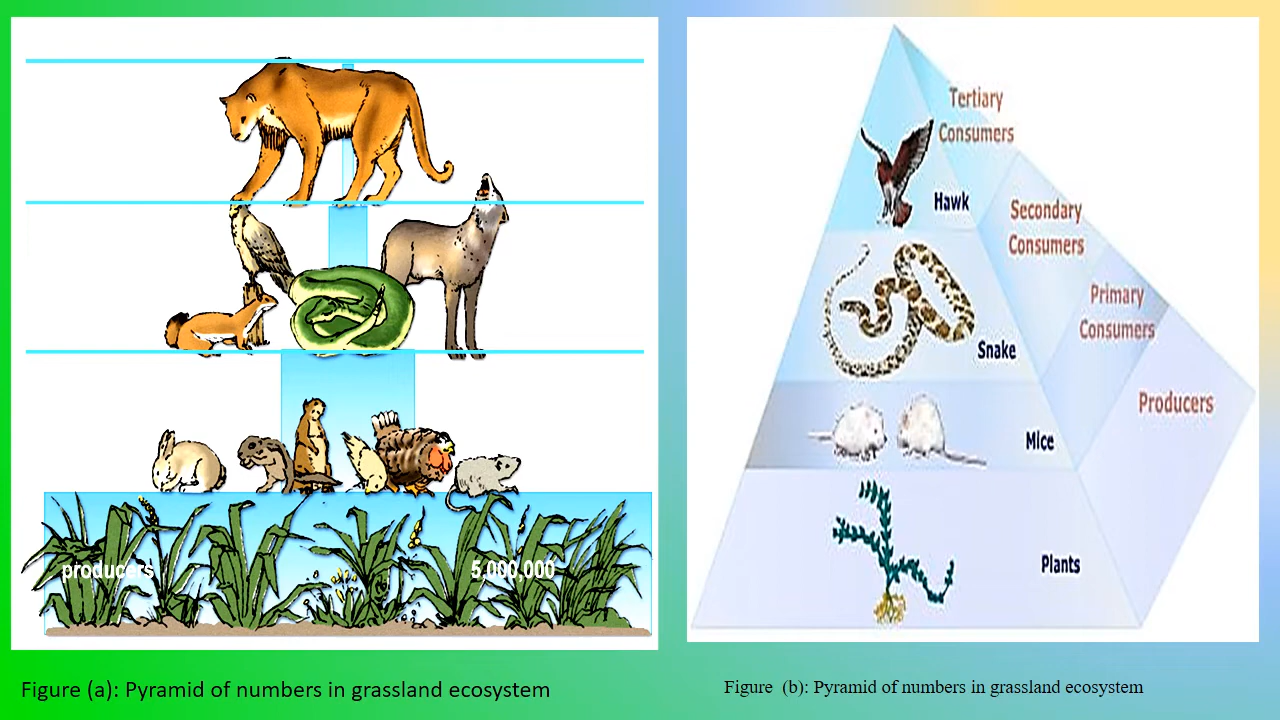 producers 5,000,000
Figure (a): Pyramid of numbers in grassland ecosystem
Tertiary
Consumers
Hawk
Secondary
Consumers
Primary
Consumers
Snake
Producers
Mice
Plants
Figure (b): Pyramid of numbers in grassland ecosystem